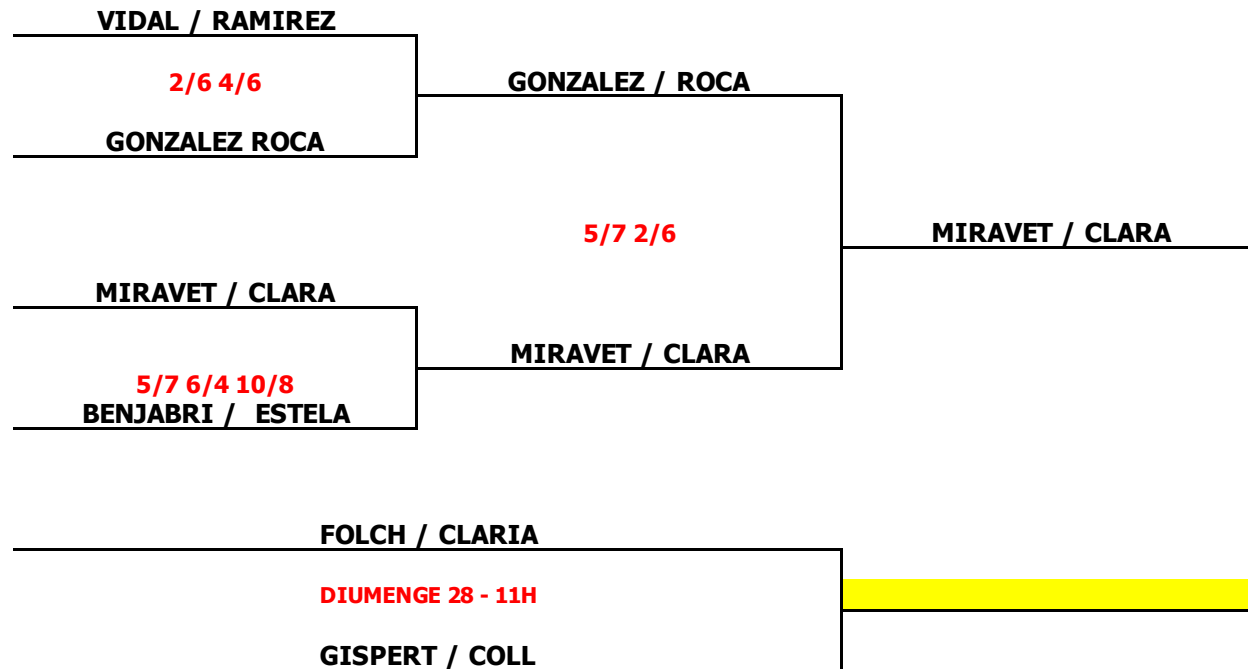 VIDAL / RAMIREZ
2/6 4/6
GONZALEZ / ROCA
GONZALEZ ROCA
5/7 2/6
MIRAVET / CLARA
MIRAVET / CLARA
MIRAVET / CLARA
5/7 6/4 10/8
BENJABRI / ESTELA
FOLCH / CLARIA
DIUMENGE 28 - 11H
GISPERT / COLL